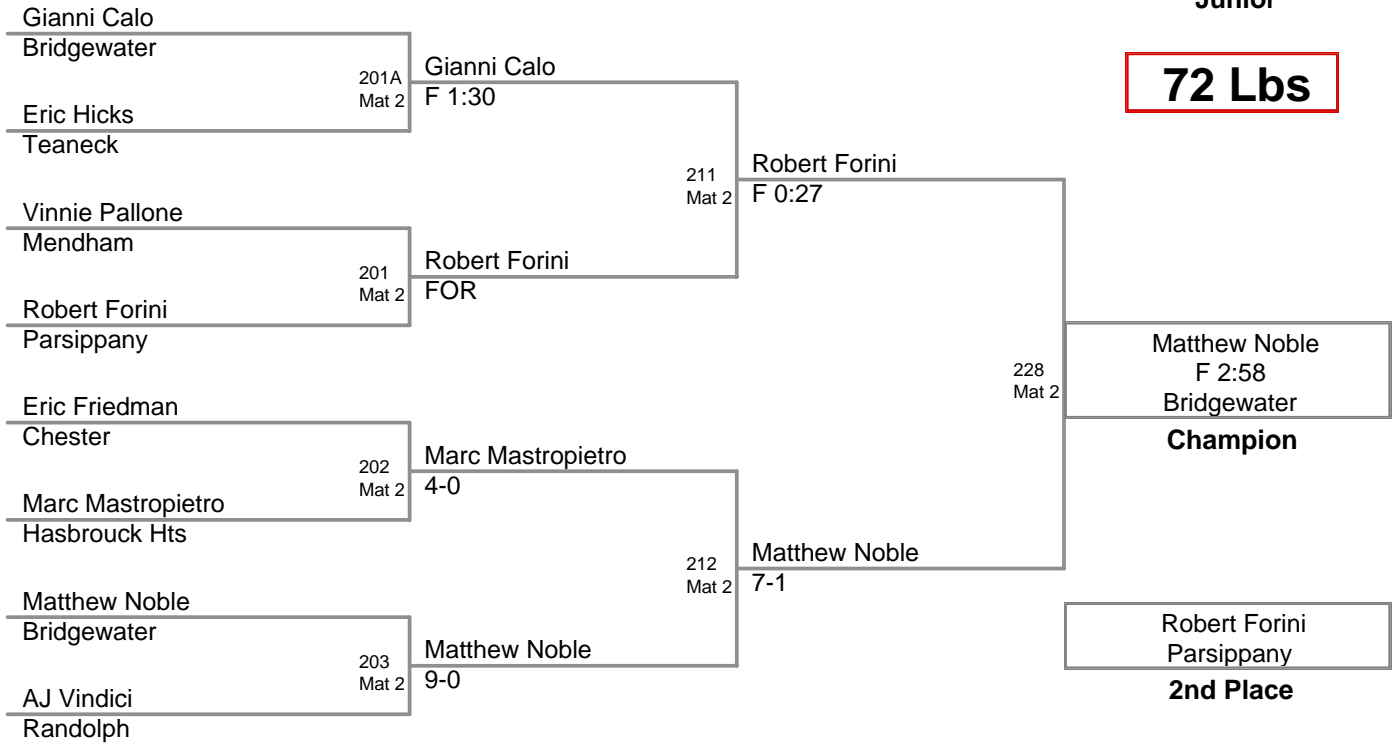 Junior
72 Lbs
Gianni Calo
Bridgewater
201A
Mat 2
Eric Hicks
Teaneck
Gianni Calo
F 1:30
Vinnie Pallone
Mendham
201
Mat 2
Robert Forini
Parsippany
Robert Forini
FOR
211
Mat 2
Robert Forini
F 0:27
Eric Friedman
Chester
202
Mat 2
Marc Mastropietro
Hasbrouck Hts
Marc Mastropietro
4-0
Matthew Noble
Bridgewater
203
Mat 2
AJ Vindici
Randolph
Matthew Noble
9-0
212
Mat 2
Matthew Noble
7-1
228
Mat 2
Matthew Noble
F 2:58
Bridgewater
Champion
Robert Forini
Parsippany
2nd Place